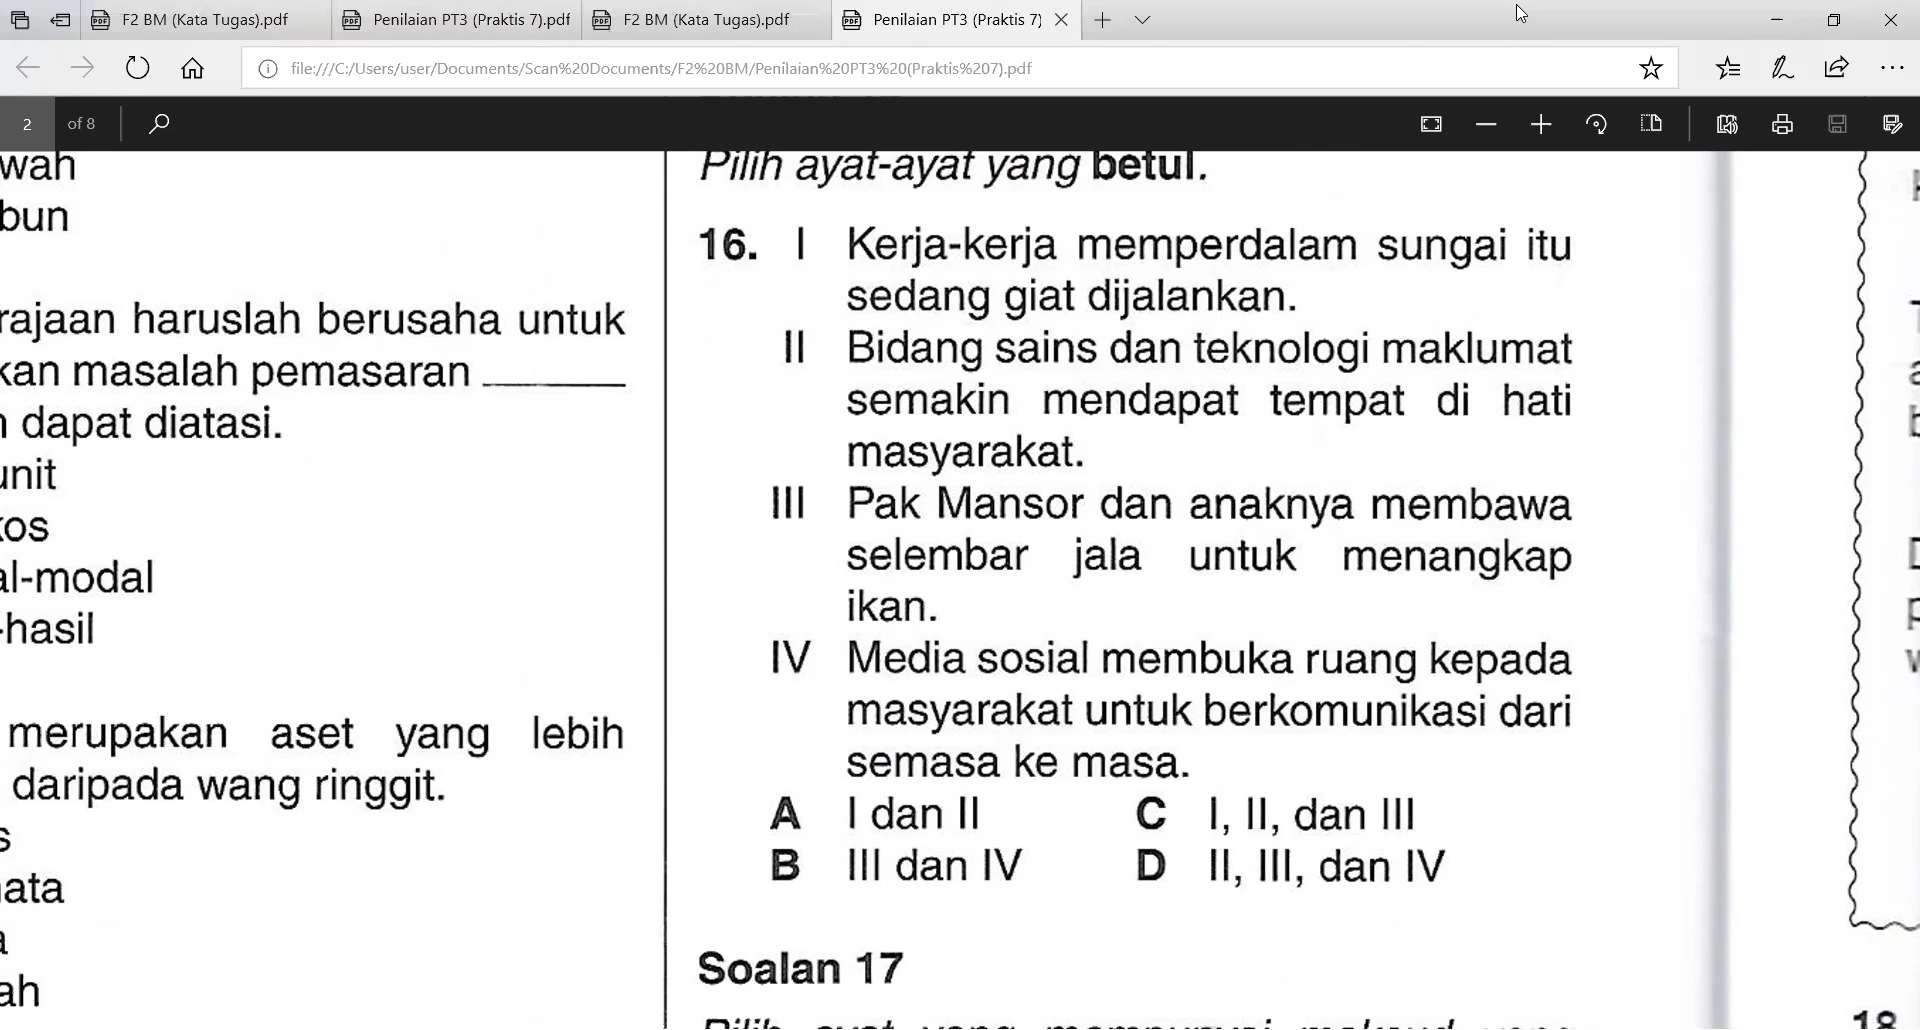 F2 BM (Kata Tugas).pdf
Penilaian PT3 (Praktis 7).pdf
F2 BM (Kata Tugas).pdf
Penilaian PT3 (Praktis 7)
file:///C:/Users/user/Documents/Scan%20Documents/F2%20BM/Penilaian%20PT3%20(Praktis%207).pdf
2 of 8
wah
bun
rajaan haruslah berusaha untuk
kan masalah pemasaran ______
n dapat diatasi.
unit
kos
al-modal
-hasil
merupakan aset yang lebih
daripada wang ringgit.
s
ata
a
ah
Pilih ayat-ayat yang betul.
16. I Kerja-kerja memperdalam sungai itu
sedang giat dijalankan.
II Bidang sains dan teknologi maklumat
semakin mendapat tempat di hati
masyarakat.
III Pak Mansor dan anaknya membawa
selembar jala untuk menangkap
ikan.
IV Media sosial membuka ruang kepada
masyarakat untuk berkomunikasi dari
semasa ke masa.
A I dan II C I, II, dan III
B III dan IV D II, III, dan IV
Soalan 17
18